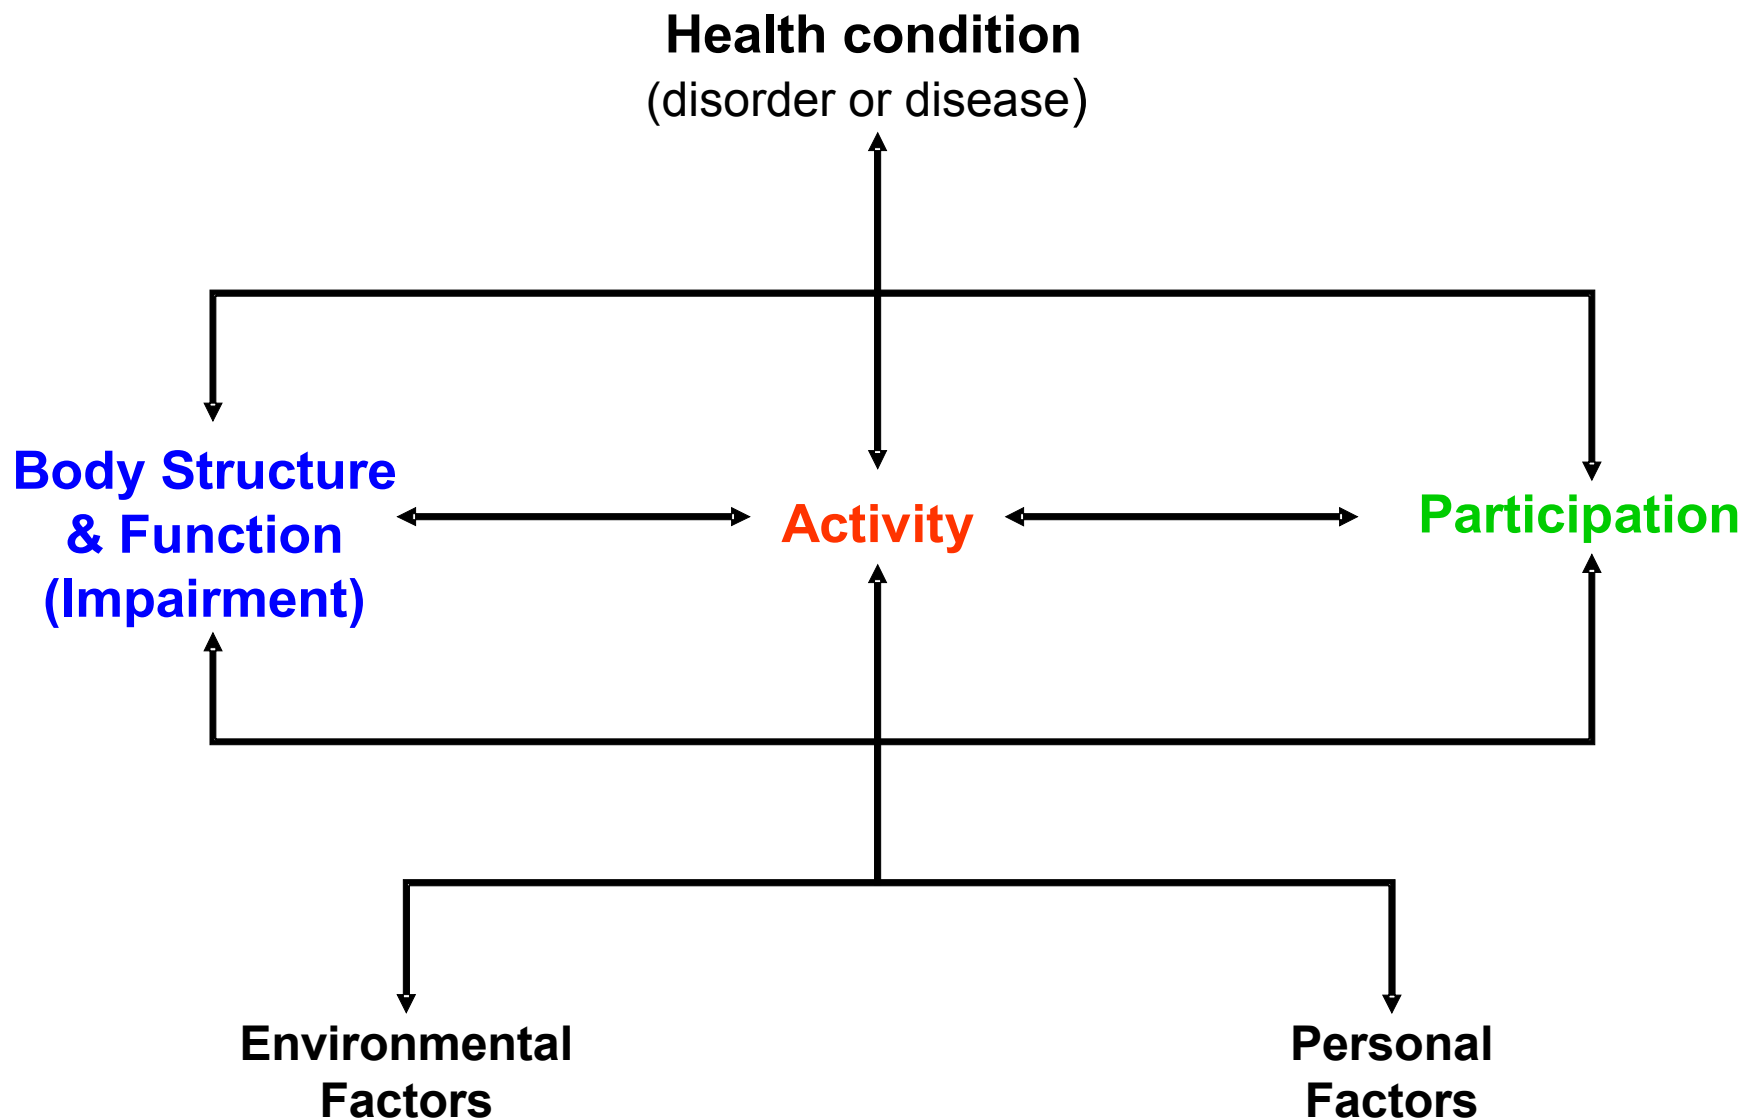 Health condition
(disorder or disease)
Body Structure
& Function
(Impairment)
Activity
Participation
Environmental
Factors
Personal
Factors